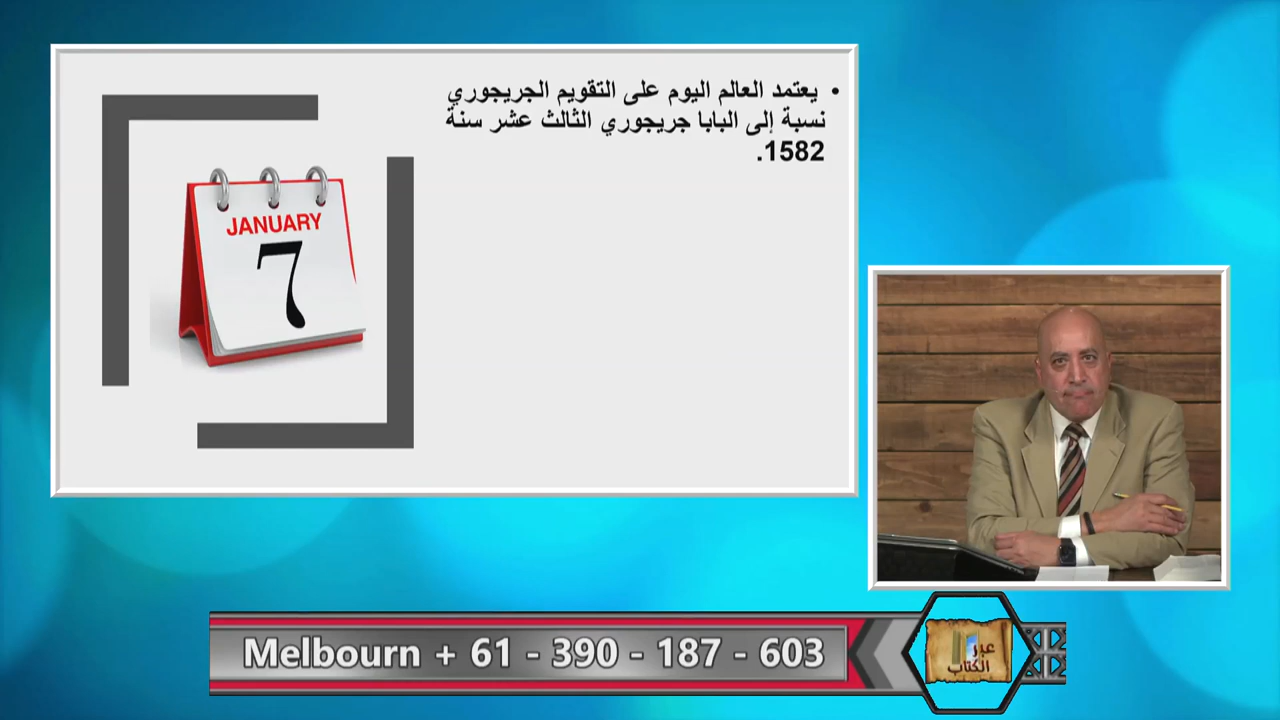 • يعتمد العالم اليوم على التقويم الجريجوري
نسبة إلى البابا جريجوري الثالث عشر سنة
1582.
JANUARY
7
Melbourn + 61 - 390 - 187 - 603
عبر
الكتاب